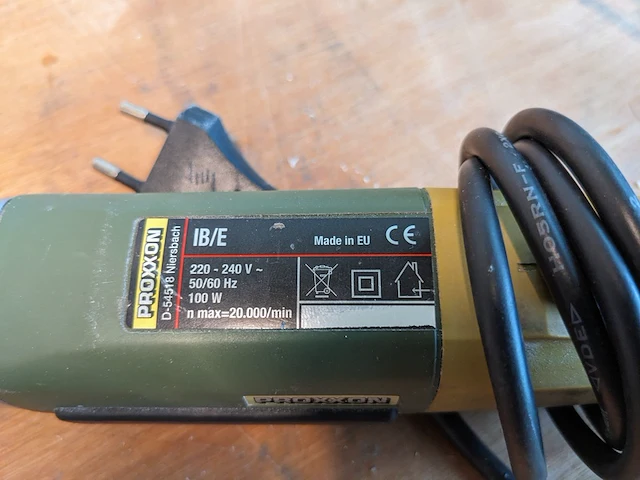 PROXXON
D-54518 Niersbach
IB/E
Made in EU CE
220 - 240 V ~
50/60 Hz
100 W
n max=20.000/min
PROXXON
H05RN-F
VDE